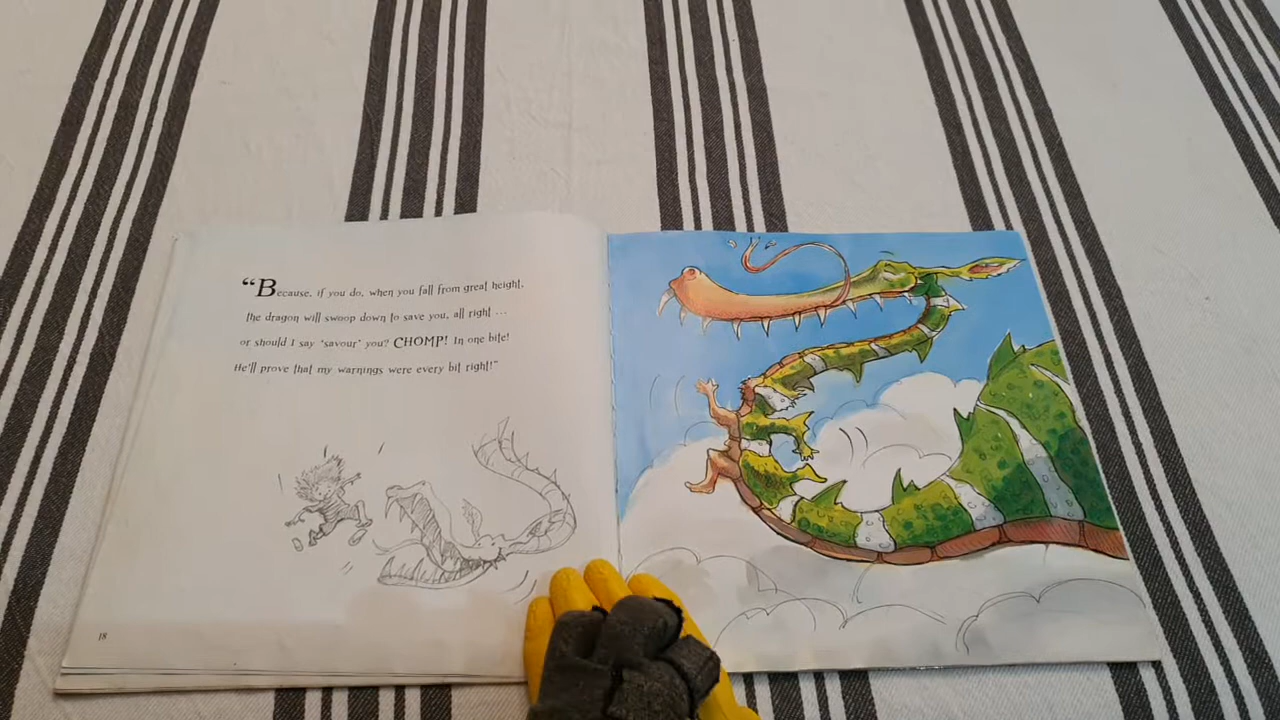 “Because, if you do, when you fall from great height,
the dragon will swoop down to save you, all right ...
or should I say ‘savour’ you? CHOMP! In one bite!
He’ll prove that my warnings were every bit right!”
18